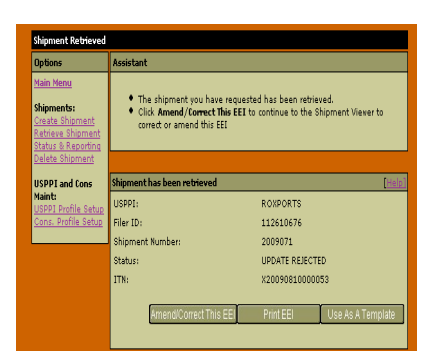 Shipment Retrieved
Options
Main Menu
Shipments:
Create Shipment
Retrieve Shipment
Status & Reporting
Delete Shipment
USPPI and Cons
Maint:
USPPI Profile Setup
Cons. Profile Setup
Assistant
The shipment you have requested has been retrieved.
Click Amend/Correct This EEI to continue to the Shipment Viewer to
correct or amend this EEI
Shipment has been retrieved [Help]
USPPI: ROXPORTS
Filer ID: 112610676
Shipment Number: 2009071
Status: UPDATE REJECTED
ITN: X20090810000053
Amend/Correct This EEI Print EEI Use As A Template